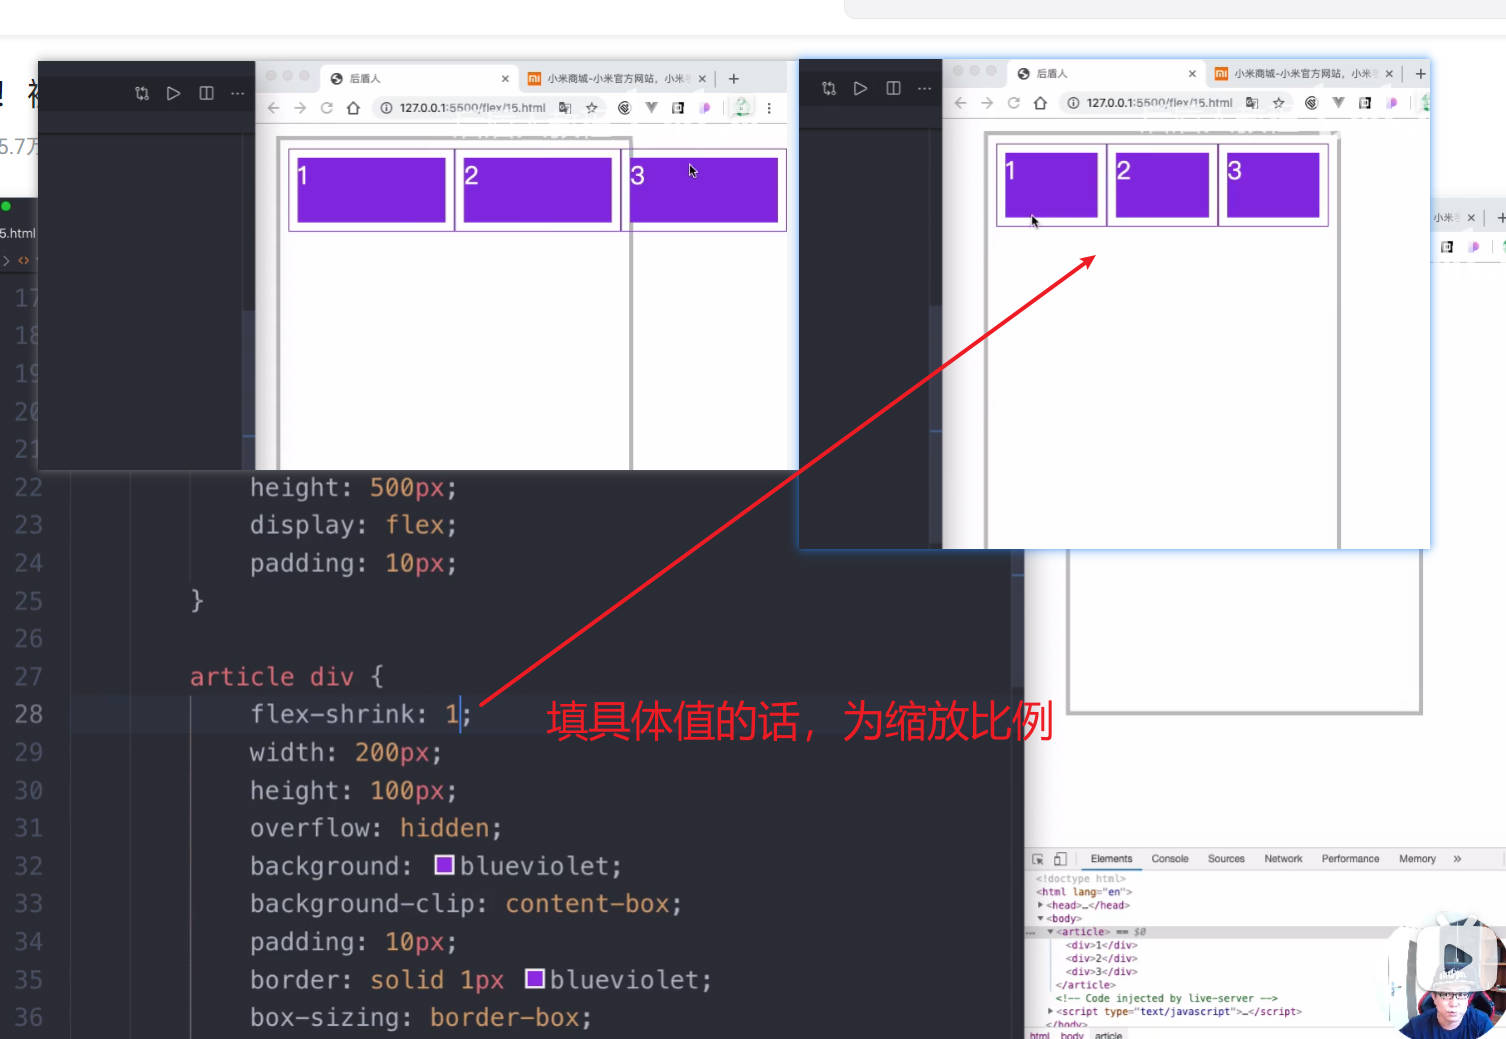 !
5.7万
后盾人
小米商城-小米官方网站，小米
127.0.0.1:5500/flex/15.html
1
2
3
后盾人
小米商城-小米官方网站，小米
127.0.0.1:5500/flex/15.html
1
2
3
小米
5.html
17
18
19
20
21
22 height: 500px;
23 display: flex;
24 padding: 10px;
25 }
26
27 article div {
28 flex-shrink: 1;
填具体值的话，为缩放比例
29 width: 200px;
30 height: 100px;
31 overflow: hidden;
32 background: blueviolet;
33 background-clip: content-box;
34 padding: 10px;
35 border: solid 1px blueviolet;
36 box-sizing: border-box;
Elements Console Sources Network Performance Memory »
<!doctype html>
<html lang="en">
<head>…</head>
<body>
… <article> == $0
<div>1</div>
<div>2</div>
<div>3</div>
</article>
<!-- Code injected by live-server -->
<script type="text/javascript">…</script>
</body>
html body article